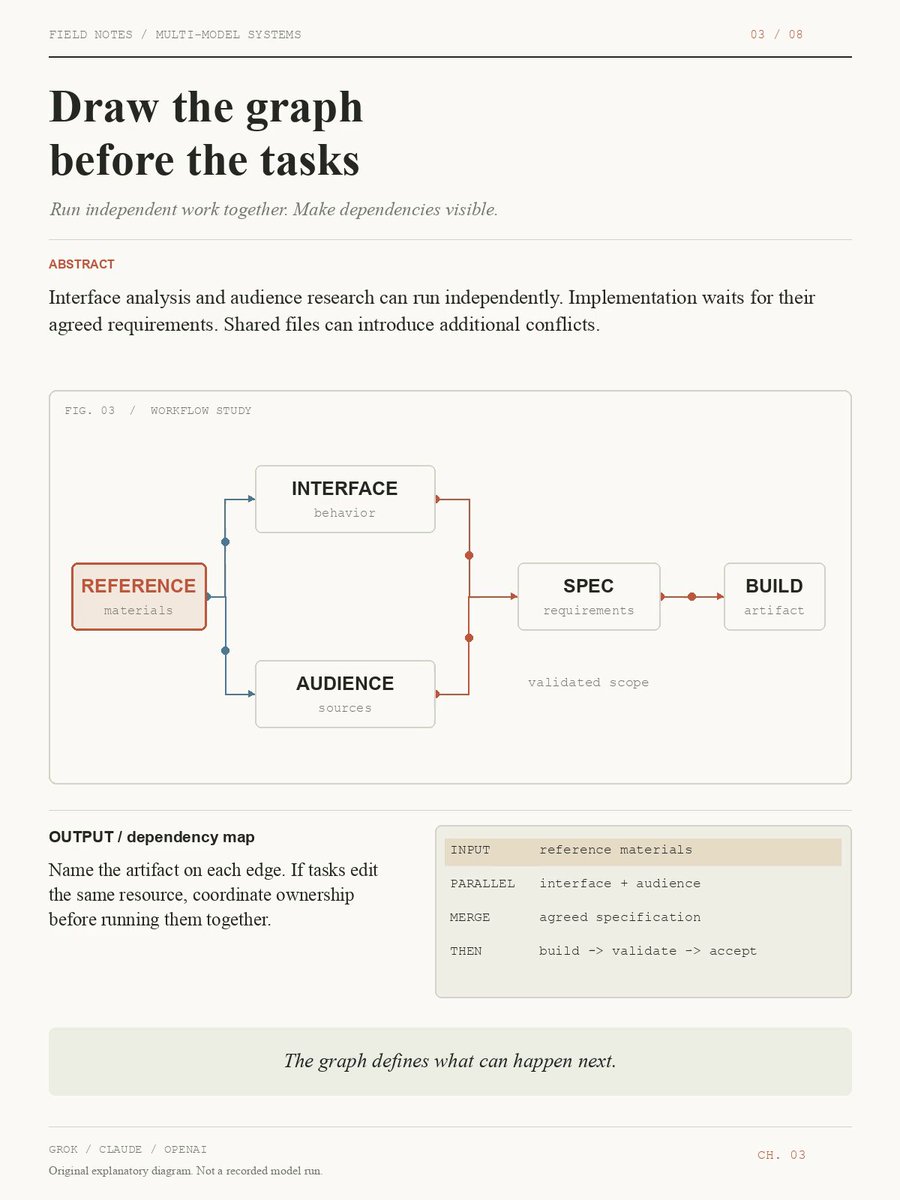 FIELD NOTES / MULTI-MODEL SYSTEMS
03 / 08
Draw the graph
before the tasks
Run independent work together. Make dependencies visible.
ABSTRACT
Interface analysis and audience research can run independently. Implementation waits for their
agreed requirements. Shared files can introduce additional conflicts.
FIG. 03 / WORKFLOW STUDY
INTERFACE
behavior
REFERENCE
materials
SPEC
requirements
BUILD
artifact
AUDIENCE
sources
validated scope
OUTPUT / dependency map
Name the artifact on each edge. If tasks edit
the same resource, coordinate ownership
before running them together.
INPUT reference materials
PARALLEL interface + audience
MERGE agreed specification
THEN build -> validate -> accept
The graph defines what can happen next.
GROK / CLAUDE / OPENAI
Original explanatory diagram. Not a recorded model run.
CH. 03